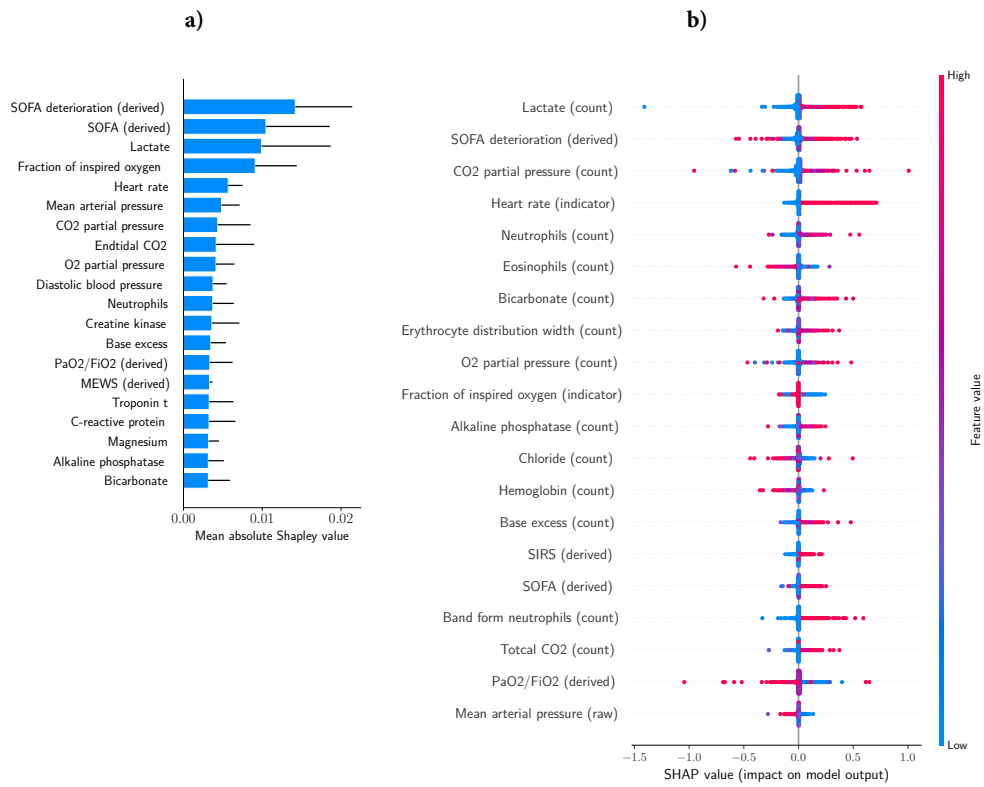 a)
SOFA deterioration (derived)
SOFA (derived)
Lactate
Fraction of inspired oxygen
Heart rate
Mean arterial pressure
CO2 partial pressure
Endtidal CO2
O2 partial pressure
Diastolic blood pressure
Neutrophils
Creatine kinase
Base excess
PaO2/FiO2 (derived)
MEWS (derived)
Troponin t
C-reactive protein
Magnesium
Alkaline phosphatase
Bicarbonate
0.00 0.01 0.02
Mean absolute Shapley value
b)
Lactate (count)
SOFA deterioration (derived)
CO2 partial pressure (count)
Heart rate (indicator)
Neutrophils (count)
Eosinophils (count)
Bicarbonate (count)
Erythrocyte distribution width (count)
O2 partial pressure (count)
Fraction of inspired oxygen (indicator)
Alkaline phosphatase (count)
Chloride (count)
Hemoglobin (count)
Base excess (count)
SIRS (derived)
SOFA (derived)
Band form neutrophils (count)
Totcal CO2 (count)
PaO2/FiO2 (derived)
Mean arterial pressure (raw)
−1.5 −1.0 −0.5 0.0 0.5 1.0
SHAP value (impact on model output)
High
Feature value
Low